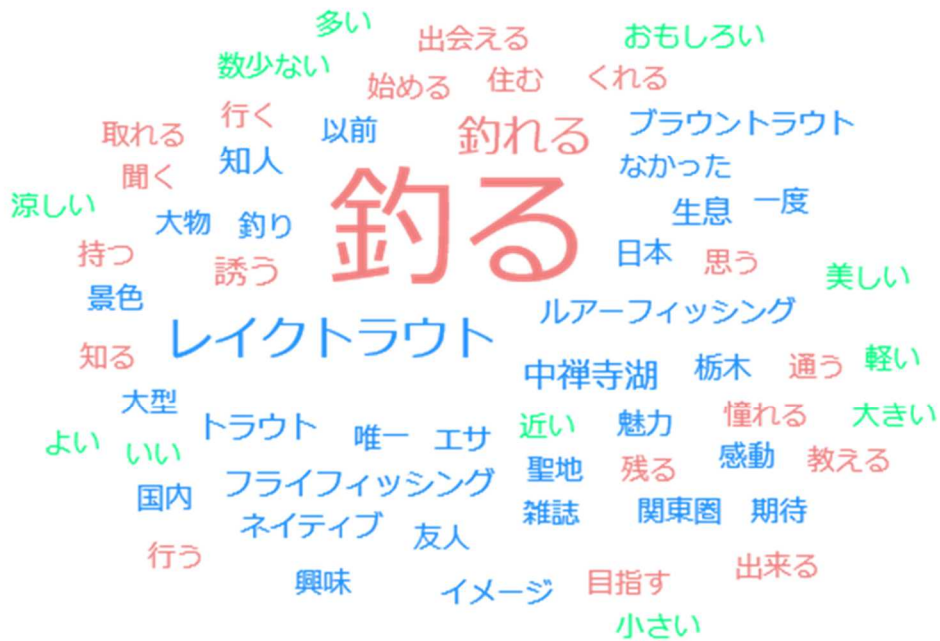 多い
出会える
おもしろい
数少ない
始める
住む
くれる
取れる
行く
以前
釣れる
ブラウントラウト
聞く
知人
なかった
涼しい
大物
釣り
釣る
生息
一度
持つ
誘う
日本
思う
美しい
景色
ルアーフィッシング
知る
レイクトラウト
中禅寺湖
栃木
通う
軽い
大型
トラウト
唯一
エサ
近い
魅力
憧れる
大きい
よい
いい
フライフィッシング
聖地
残る
感動
教える
国内
ネイティブ
友人
雑誌
関東圏
期待
行う
興味
イメージ
目指す
出来る
小さい